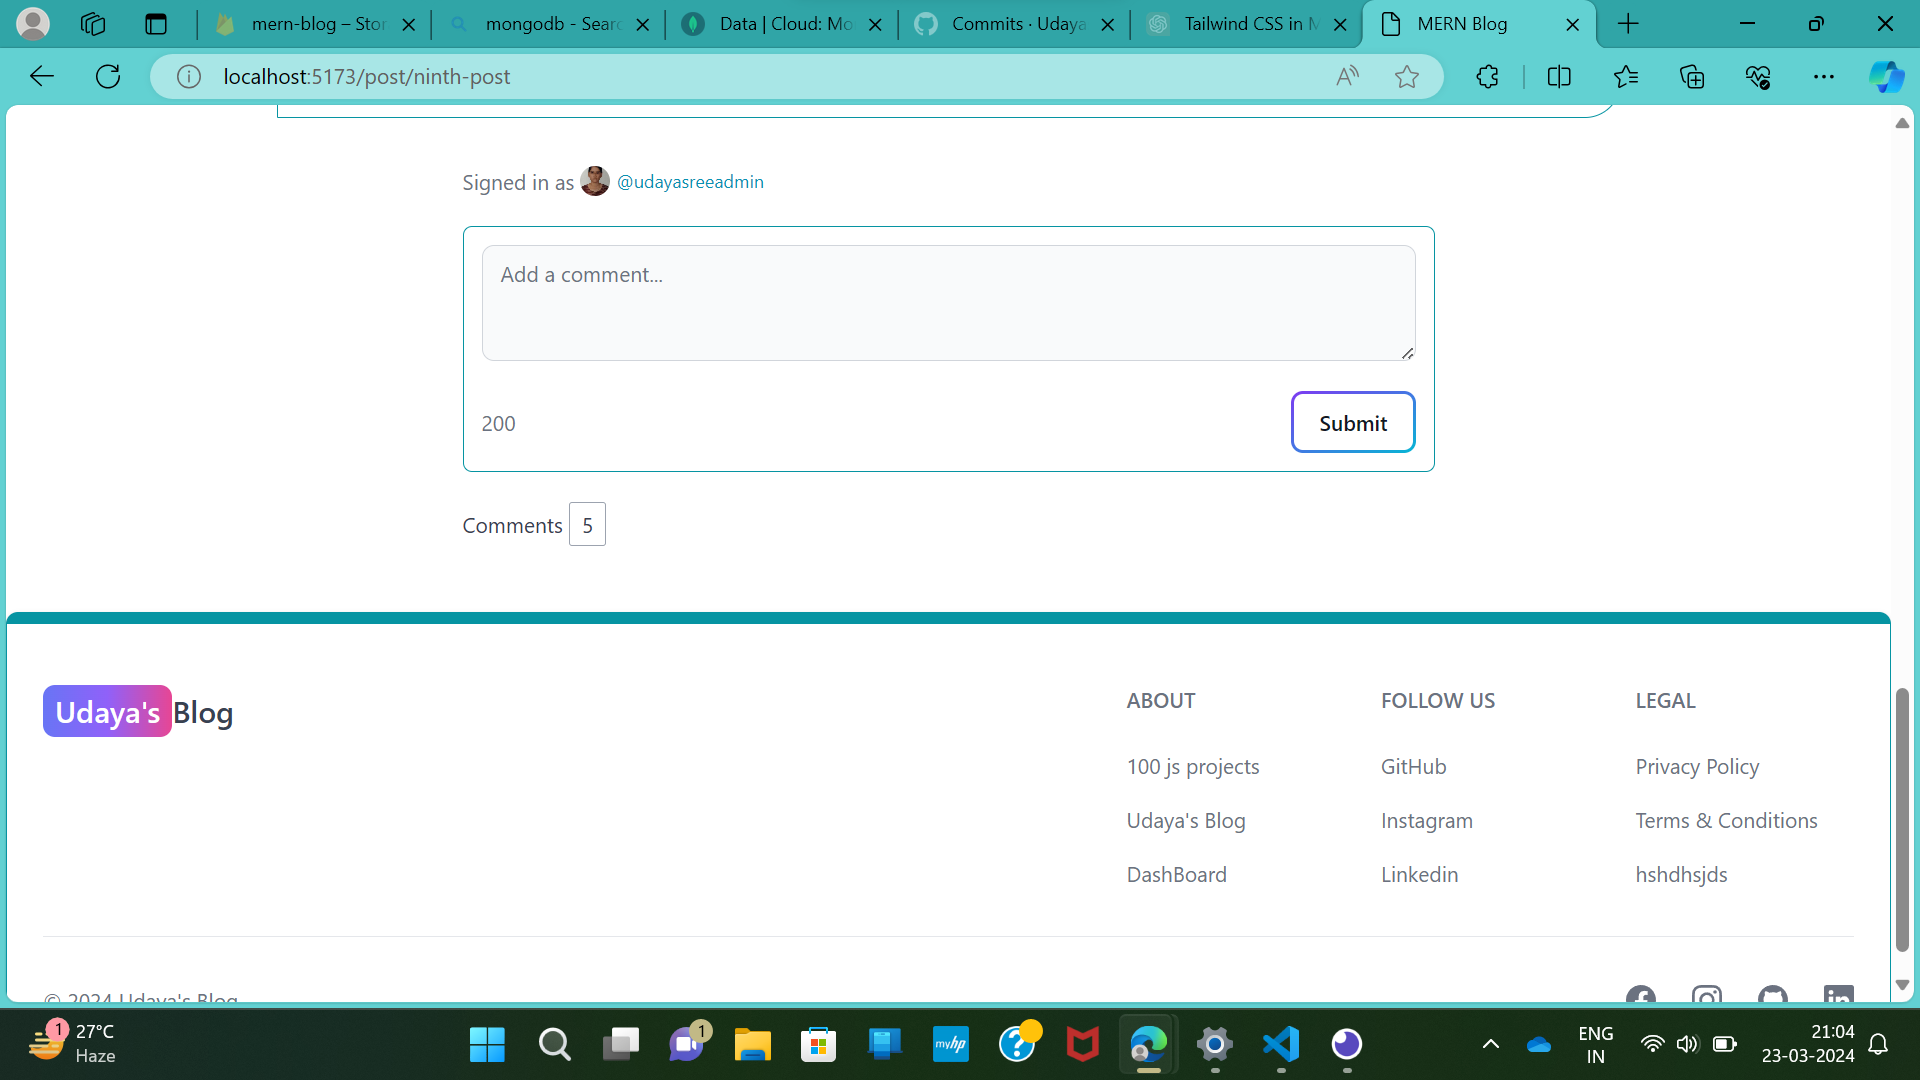 mern-blog – Stor
mongodb - Searc
Data | Cloud: Mo
Commits · Udaya
Tailwind CSS in M
MERN Blog
localhost:5173/post/ninth-post
Signed in as @udayasreeadmin
Add a comment...
200
Submit
Comments 5
Udaya's Blog
ABOUT
100 js projects
Udaya's Blog
DashBoard
FOLLOW US
GitHub
Instagram
Linkedin
LEGAL
Privacy Policy
Terms & Conditions
hshdhsjds
© 2024 Udaya's Blog
1
27°C
Haze
1
myhp
ENG
IN
21:04
23-03-2024